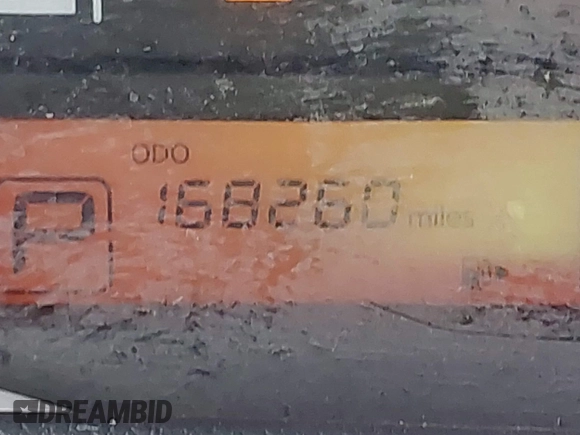 ODO
P
168260 miles
DREAMBID